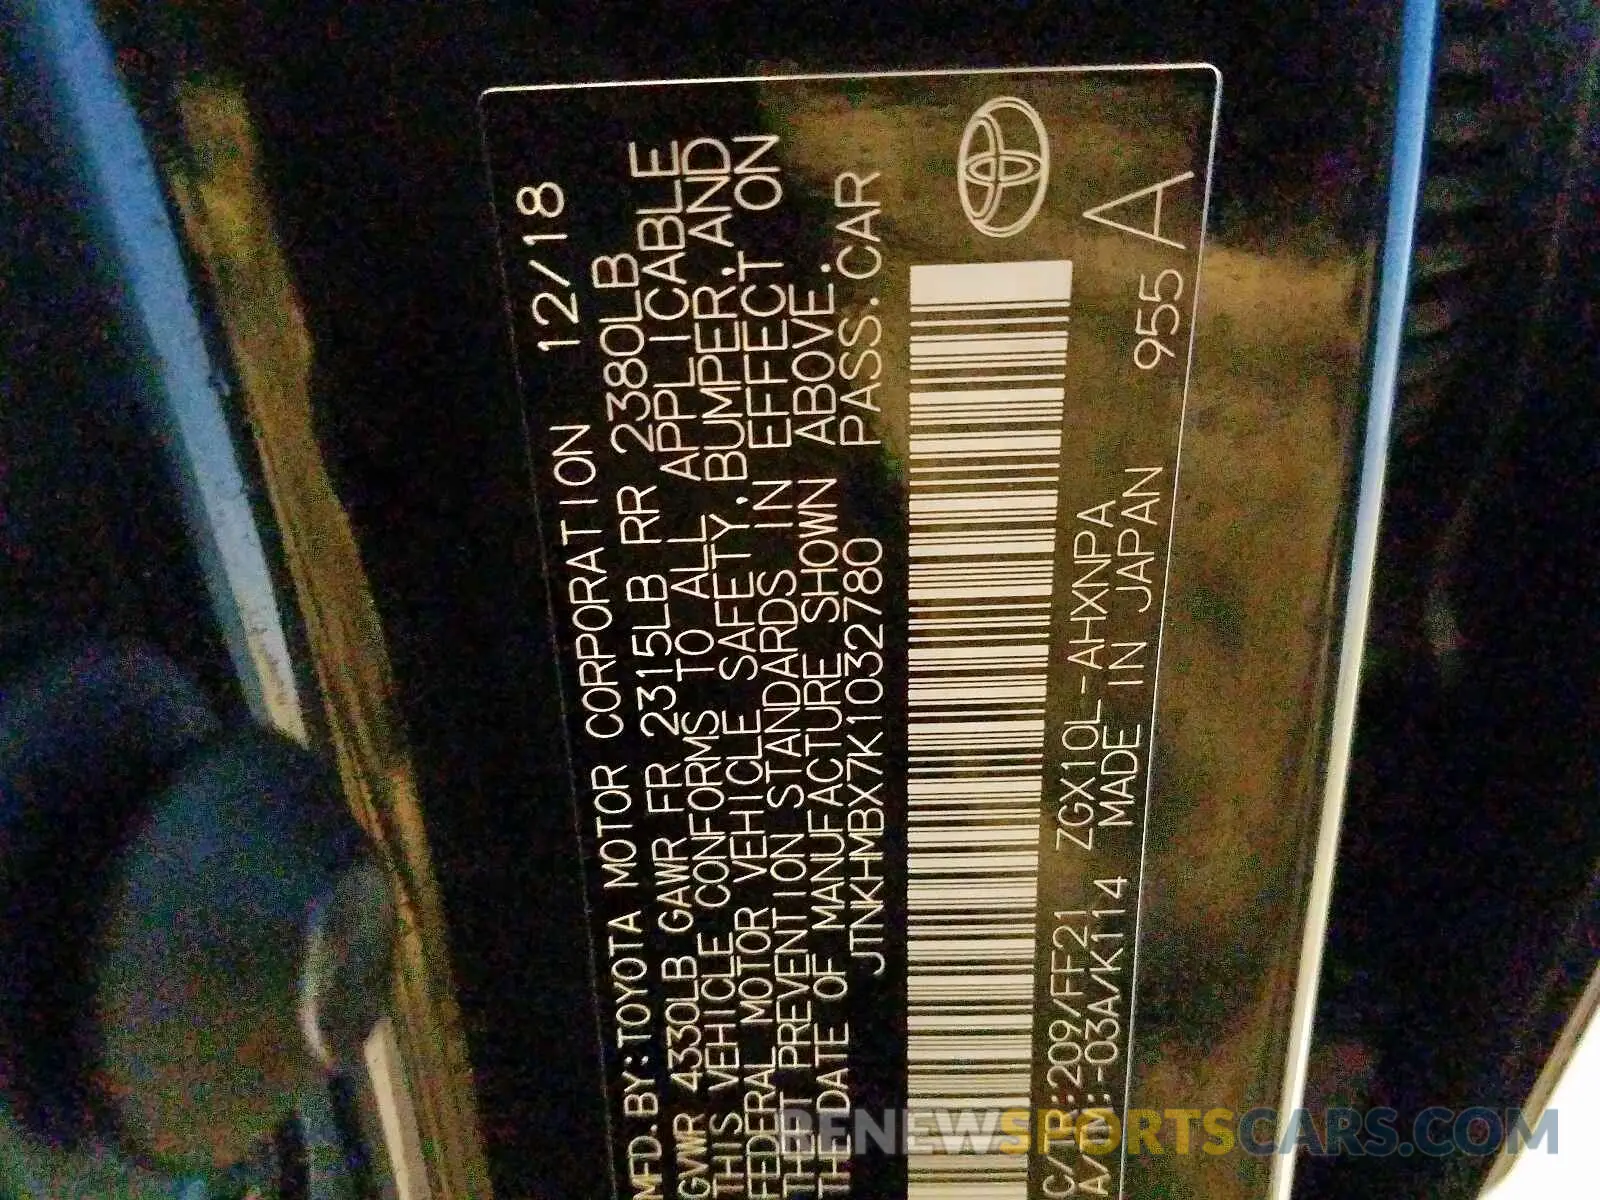 MFD.BY:TOYOTA MOTOR CORPORATION 12/18
GVWR 4330LB GAWR FR 2315LB RR 2380LB
THIS VEHICLE CONFORMS TO ALL APPLICABLE
FEDERAL MOTOR VEHICLE SAFETY,BUMPER,AND
THEFT PREVENTION STANDARDS IN EFFECT ON
THE DATE OF MANUFACTURE SHOWN ABOVE.
JTNKHMBX7K1032780 PASS.CAR
C/TR:209/FF21 ZGX10L-AHXNPA
A/TM:-03A/K114 MADE IN JAPAN 955 A
RENEWSPORTSCARS.COM